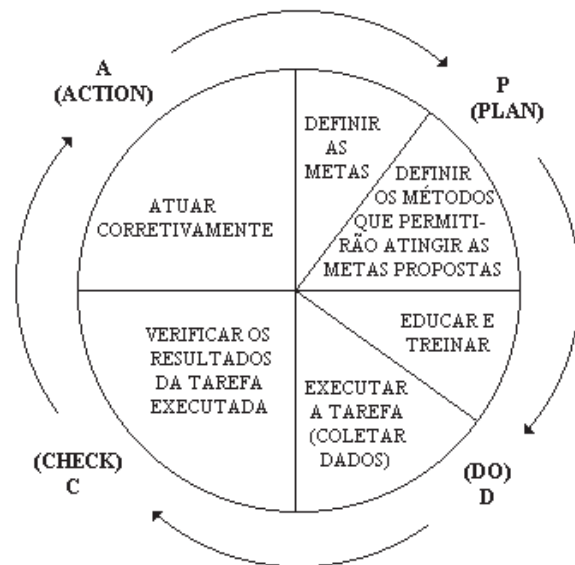 A
(ACTION)
P
(PLAN)
DEFINIR
AS
METAS
DEFINIR
OS MÉTODOS
QUE PERMITI-
RÃO ATINGIR AS
METAS PROPOSTAS
ATUAR
CORRETIVAMENTE
EDUCAR E
TREINAR
VERIFICAR OS
RESULTADOS
DA TAREFA
EXECUTADA
EXECUTAR
A TAREFA
(COLETAR
DADOS)
(CHECK)
C
(DO)
D